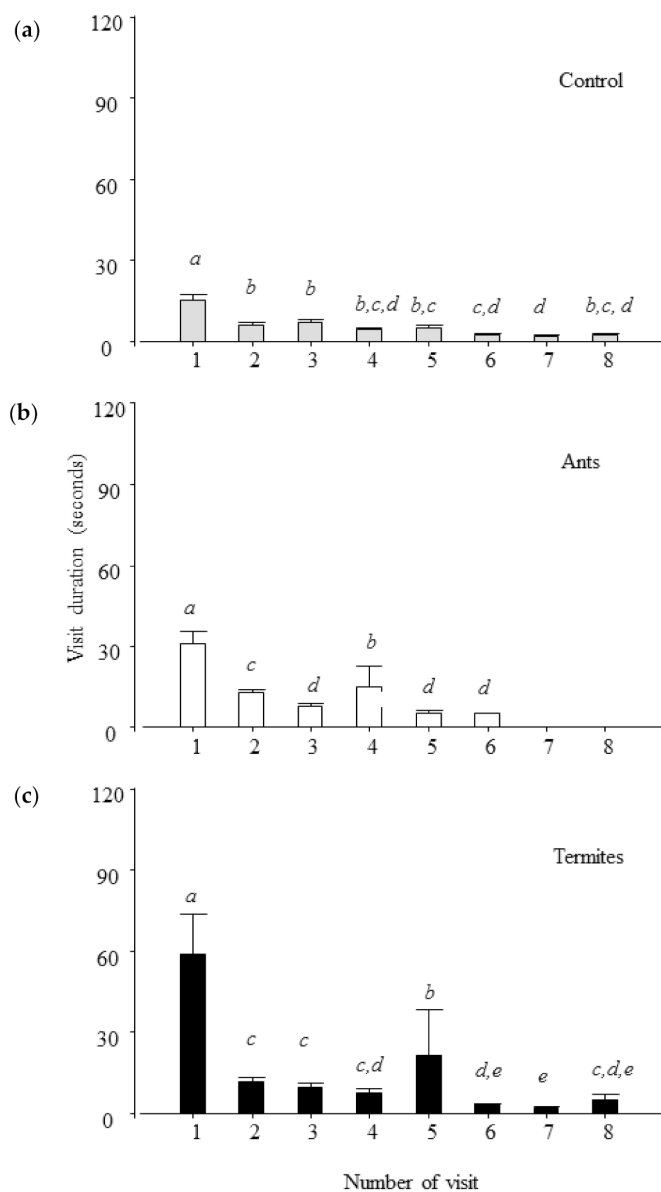 (a)
120
Control
90
60
30
a
b
b
b,c,d
b,c
c,d
d
b,c, d
0
1 2 3 4 5 6 7 8
(b)
120
Ants
90
Visit duration (seconds)
60
30
a
c
d
b
d
d
0
1 2 3 4 5 6 7 8
(c)
120
Termites
90
60
30
a
c
c
c,d
b
d,e
e
c,d,e
0
1 2 3 4 5 6 7 8
Number of visit